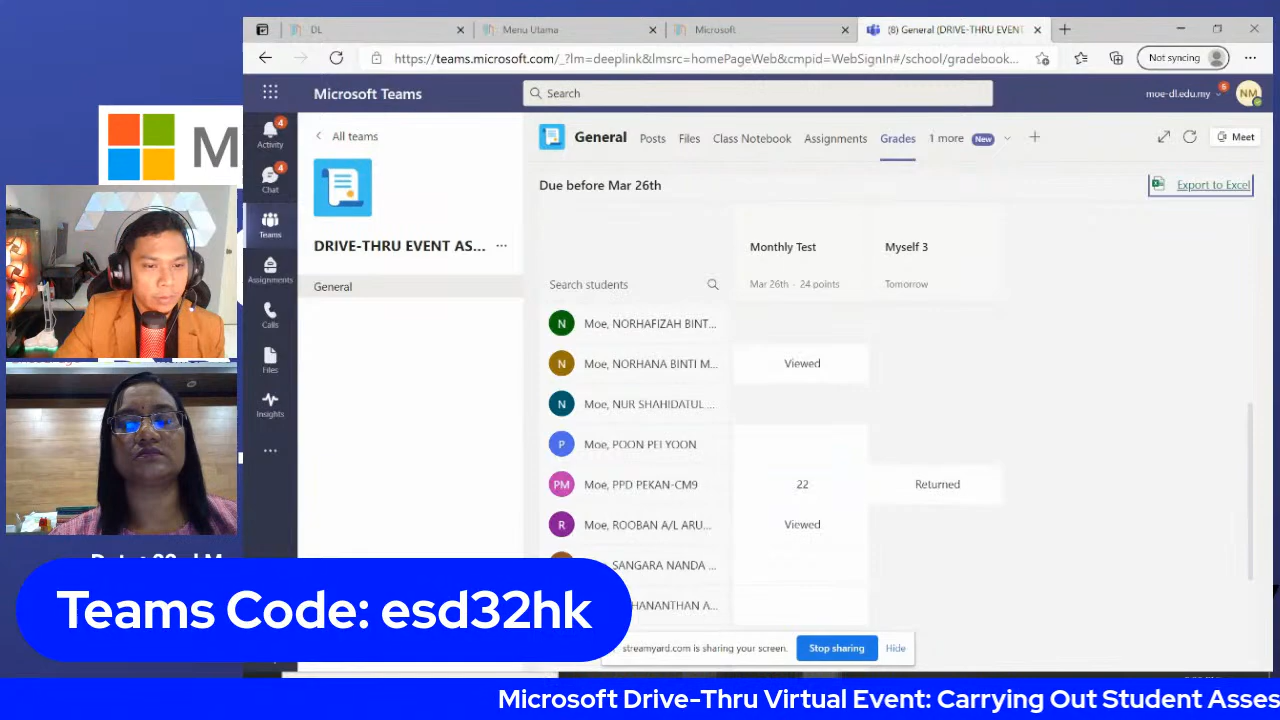 DL
Menu Utama
Microsoft
(8) General (DRIVE-THRU EVENT
https://teams.microsoft.com/_?lm=deeplink&lmsrc=homePageWeb&cmpid=WebSignIn#/school/gradebook...
Not syncing
Microsoft Teams
Search
moe-dl.edu.my
6
NM
M
4
Activity
4
Chat
Teams
Assignments
Calls
Files
Insights
All teams
DRIVE-THRU EVENT AS...
General
General
Posts
Files
Class Notebook
Assignments
Grades
1 more
New
Meet
Due before Mar 26th
Export to Excel
Monthly Test
Myself 3
Search students
Mar 26th · 24 points
Tomorrow
N
Moe, NORHAFIZAH BINT...
N
Moe, NORHANA BINTI M...
Viewed
N
Moe, NUR SHAHIDATUL ...
P
Moe, POON PEI YOON
PM
Moe, PPD PEKAN-CM9
22
Returned
R
Moe, ROOBAN A/L ARU...
Viewed
Moe, SANGARA NANDA ...
HANANTHAN A...
Teams Code: esd32hk
streamyard.com is sharing your screen.
Stop sharing
Hide
Microsoft Drive-Thru Virtual Event: Carrying Out Student Asses